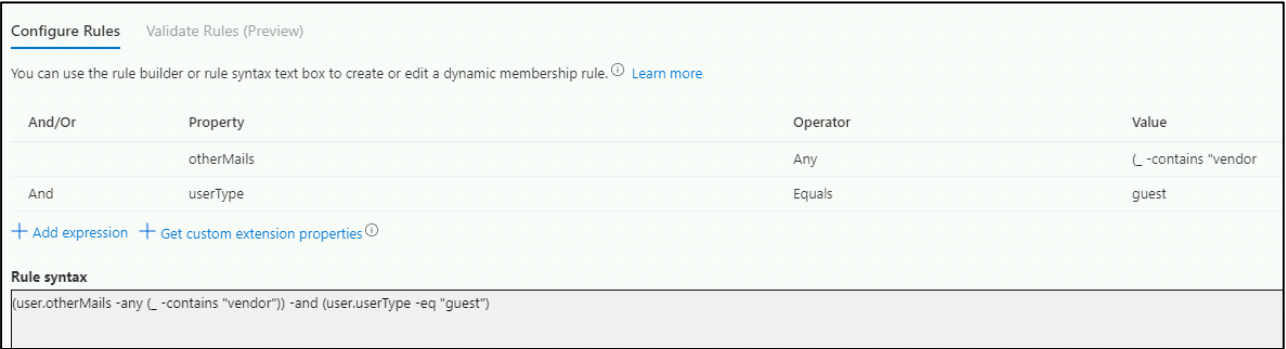 Configure Rules Validate Rules (Preview)
You can use the rule builder or rule syntax text box to create or edit a dynamic membership rule. Learn more
And/Or Property Operator Value
otherMails Any (_ -contains "vendor
And userType Equals guest
+ Add expression + Get custom extension properties
Rule syntax
(user.otherMails -any (_ -contains "vendor")) -and (user.userType -eq "guest")